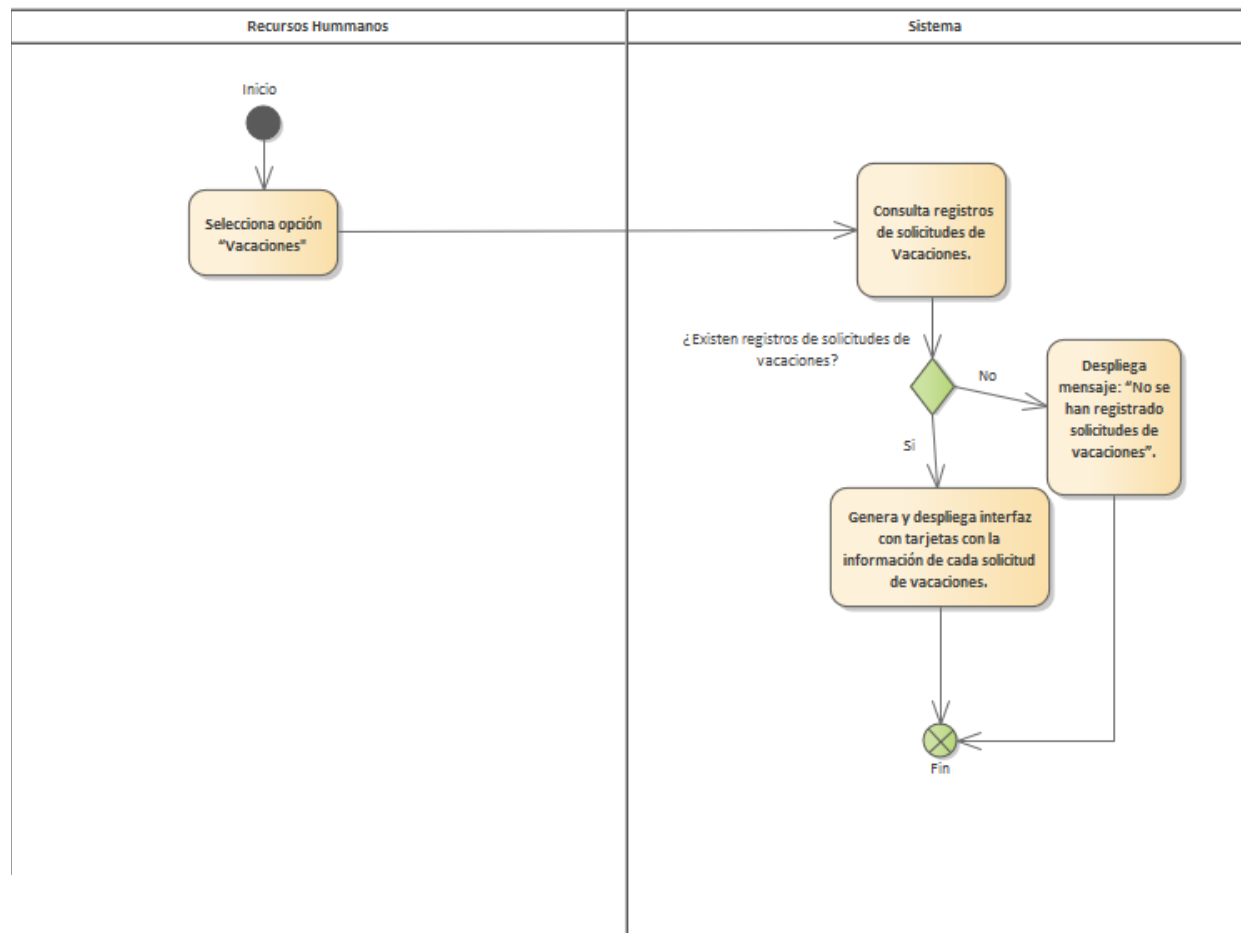 Recursos Hummanos
Sistema
Inicio
Selecciona opción
“Vacaciones”
Consulta registros
de solicitudes de
Vacaciones.
¿Existen registros de solicitudes de
vacaciones?
No
Despliega
mensaje: “No se
han registrado
solicitudes de
vacaciones”.
Si
Genera y despliega interfaz
con tarjetas con la
información de cada solicitud
de vacaciones.
Fin